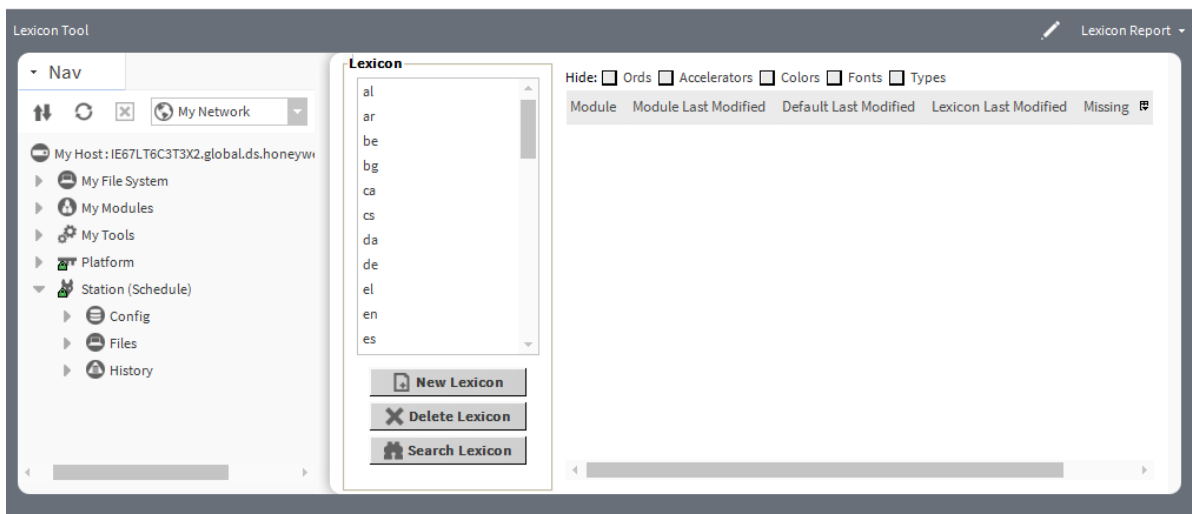 Lexicon Tool
Lexicon Report
Nav
My Network
My Host : IE67LT6C3T3X2.global.ds.honeyw
My File System
My Modules
My Tools
Platform
Station (Schedule)
Config
Files
History
Lexicon
al
ar
be
bg
ca
cs
da
de
el
en
es
New Lexicon
Delete Lexicon
Search Lexicon
Hide: Ords Accelerators Colors Fonts Types
Module Module Last Modified Default Last Modified Lexicon Last Modified Missing